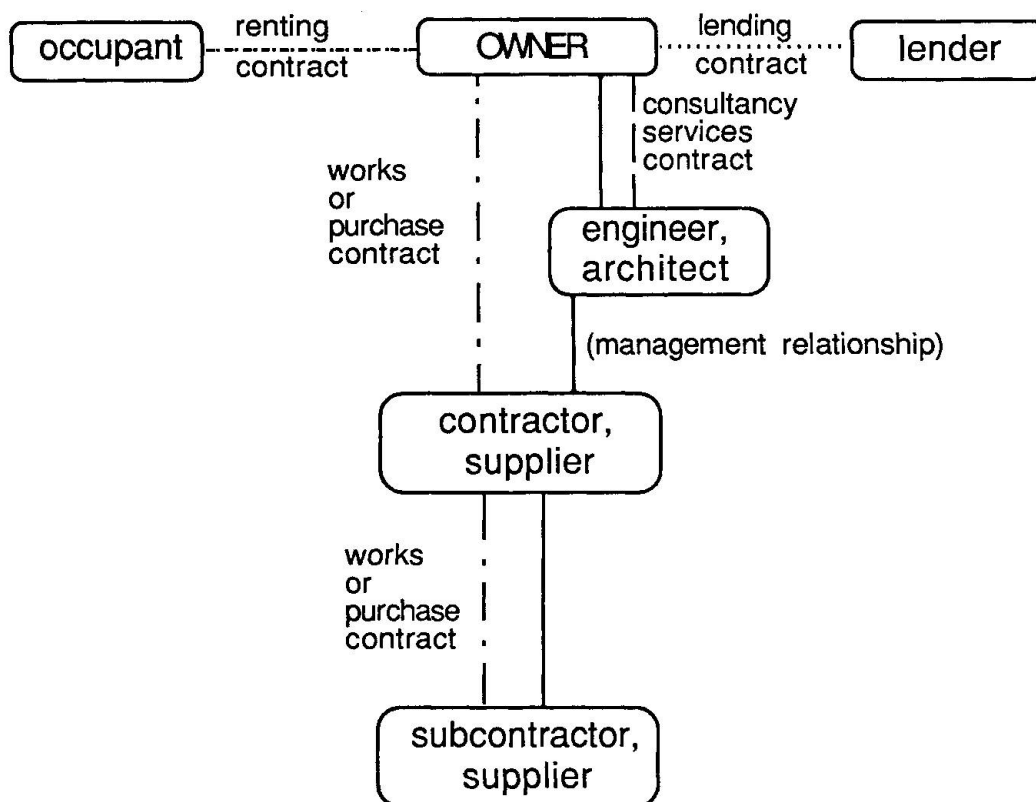 occupant
renting
contract
OWNER
lending
contract
lender
consultancy
services
contract
works
or
purchase
contract
engineer,
architect
(management relationship)
contractor,
supplier
works
or
purchase
contract
subcontractor,
supplier